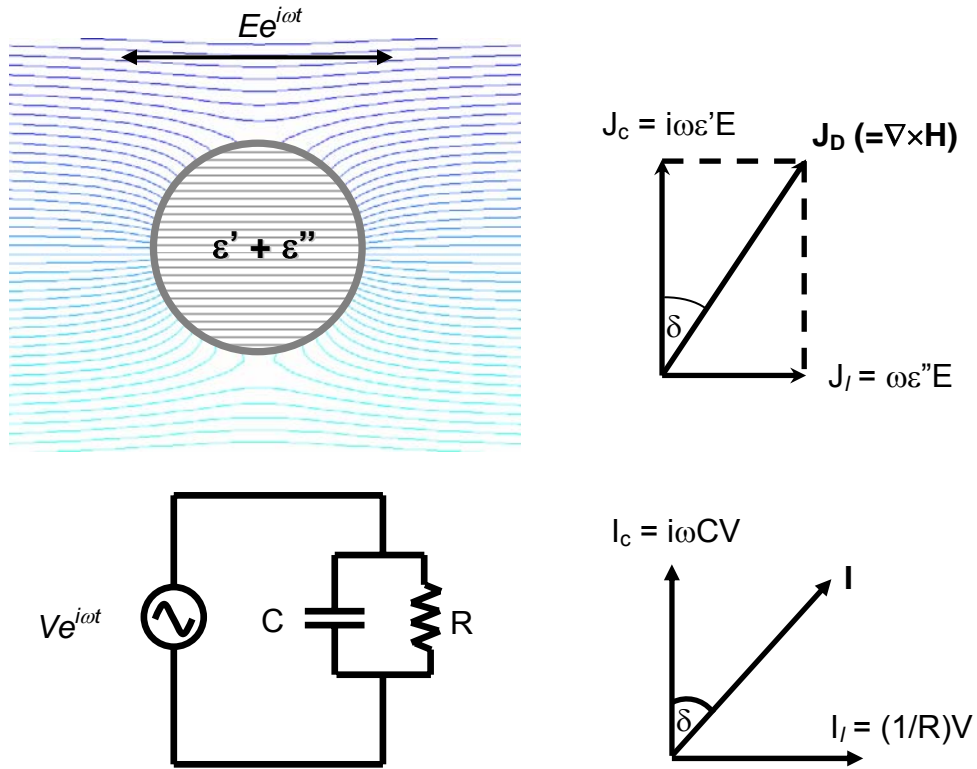 Ee^{iωt}
J_c = iωε'E
J_D (=∇×H)
ε' + ε"
δ
J_l = ωε"E
I_c = iωCV
I
Ve^{iωt}
C
R
δ
I_l = (1/R)V